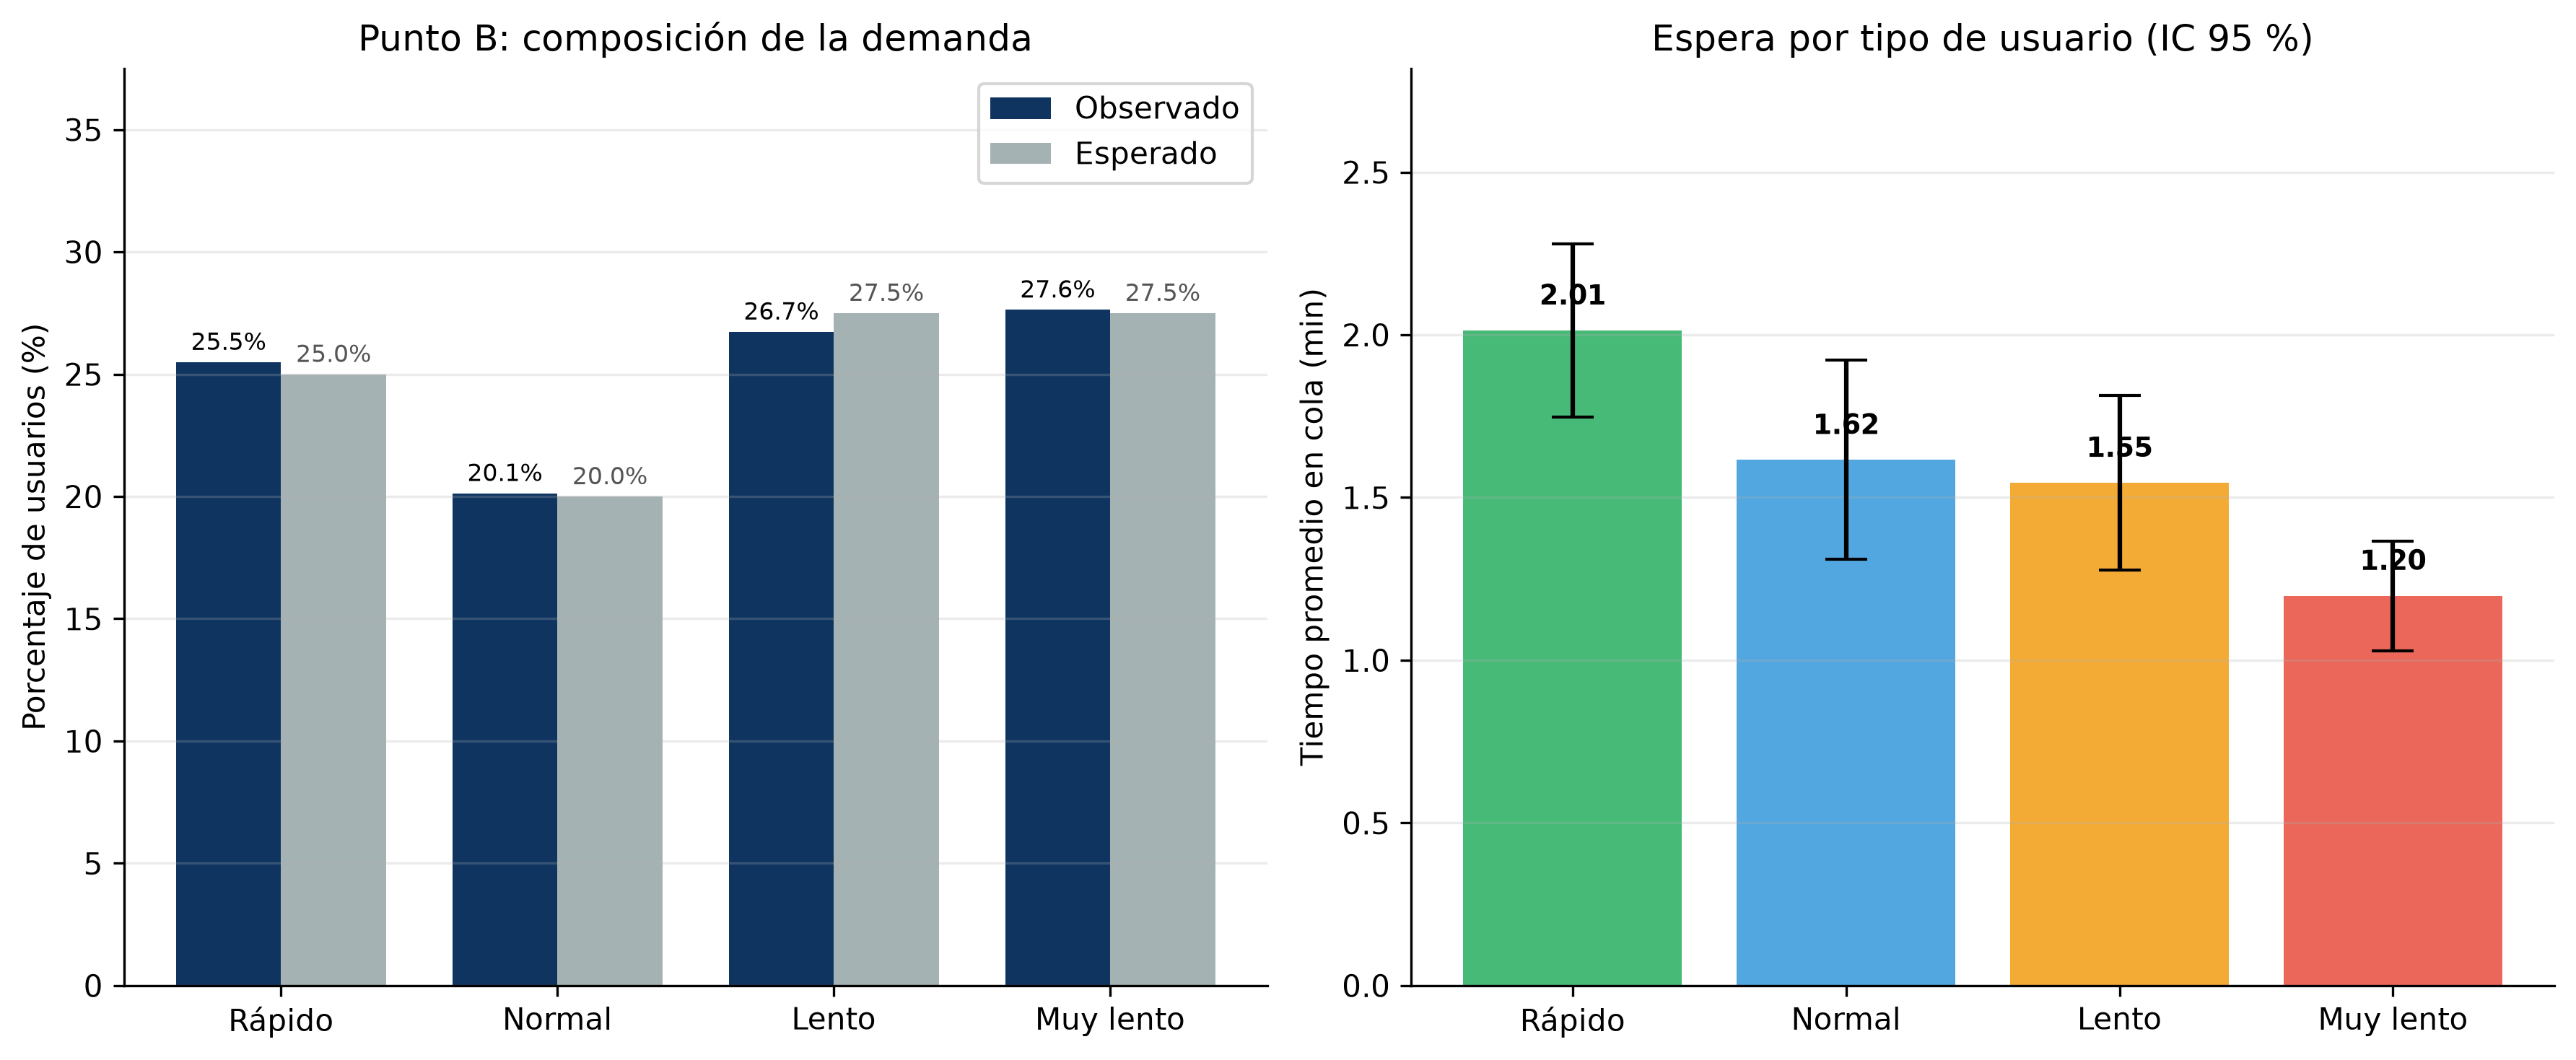 Punto B: composición de la demanda
Observado
Esperado
Porcentaje de usuarios (%)
35
30
25
20
15
10
5
0
25.5%
25.0%
20.1%
20.0%
26.7%
27.5%
27.6%
27.5%
Rápido
Normal
Lento
Muy lento
Espera por tipo de usuario (IC 95 %)
Tiempo promedio en cola (min)
2.5
2.0
1.5
1.0
0.5
0.0
2.01
1.62
1.55
1.20
Rápido
Normal
Lento
Muy lento